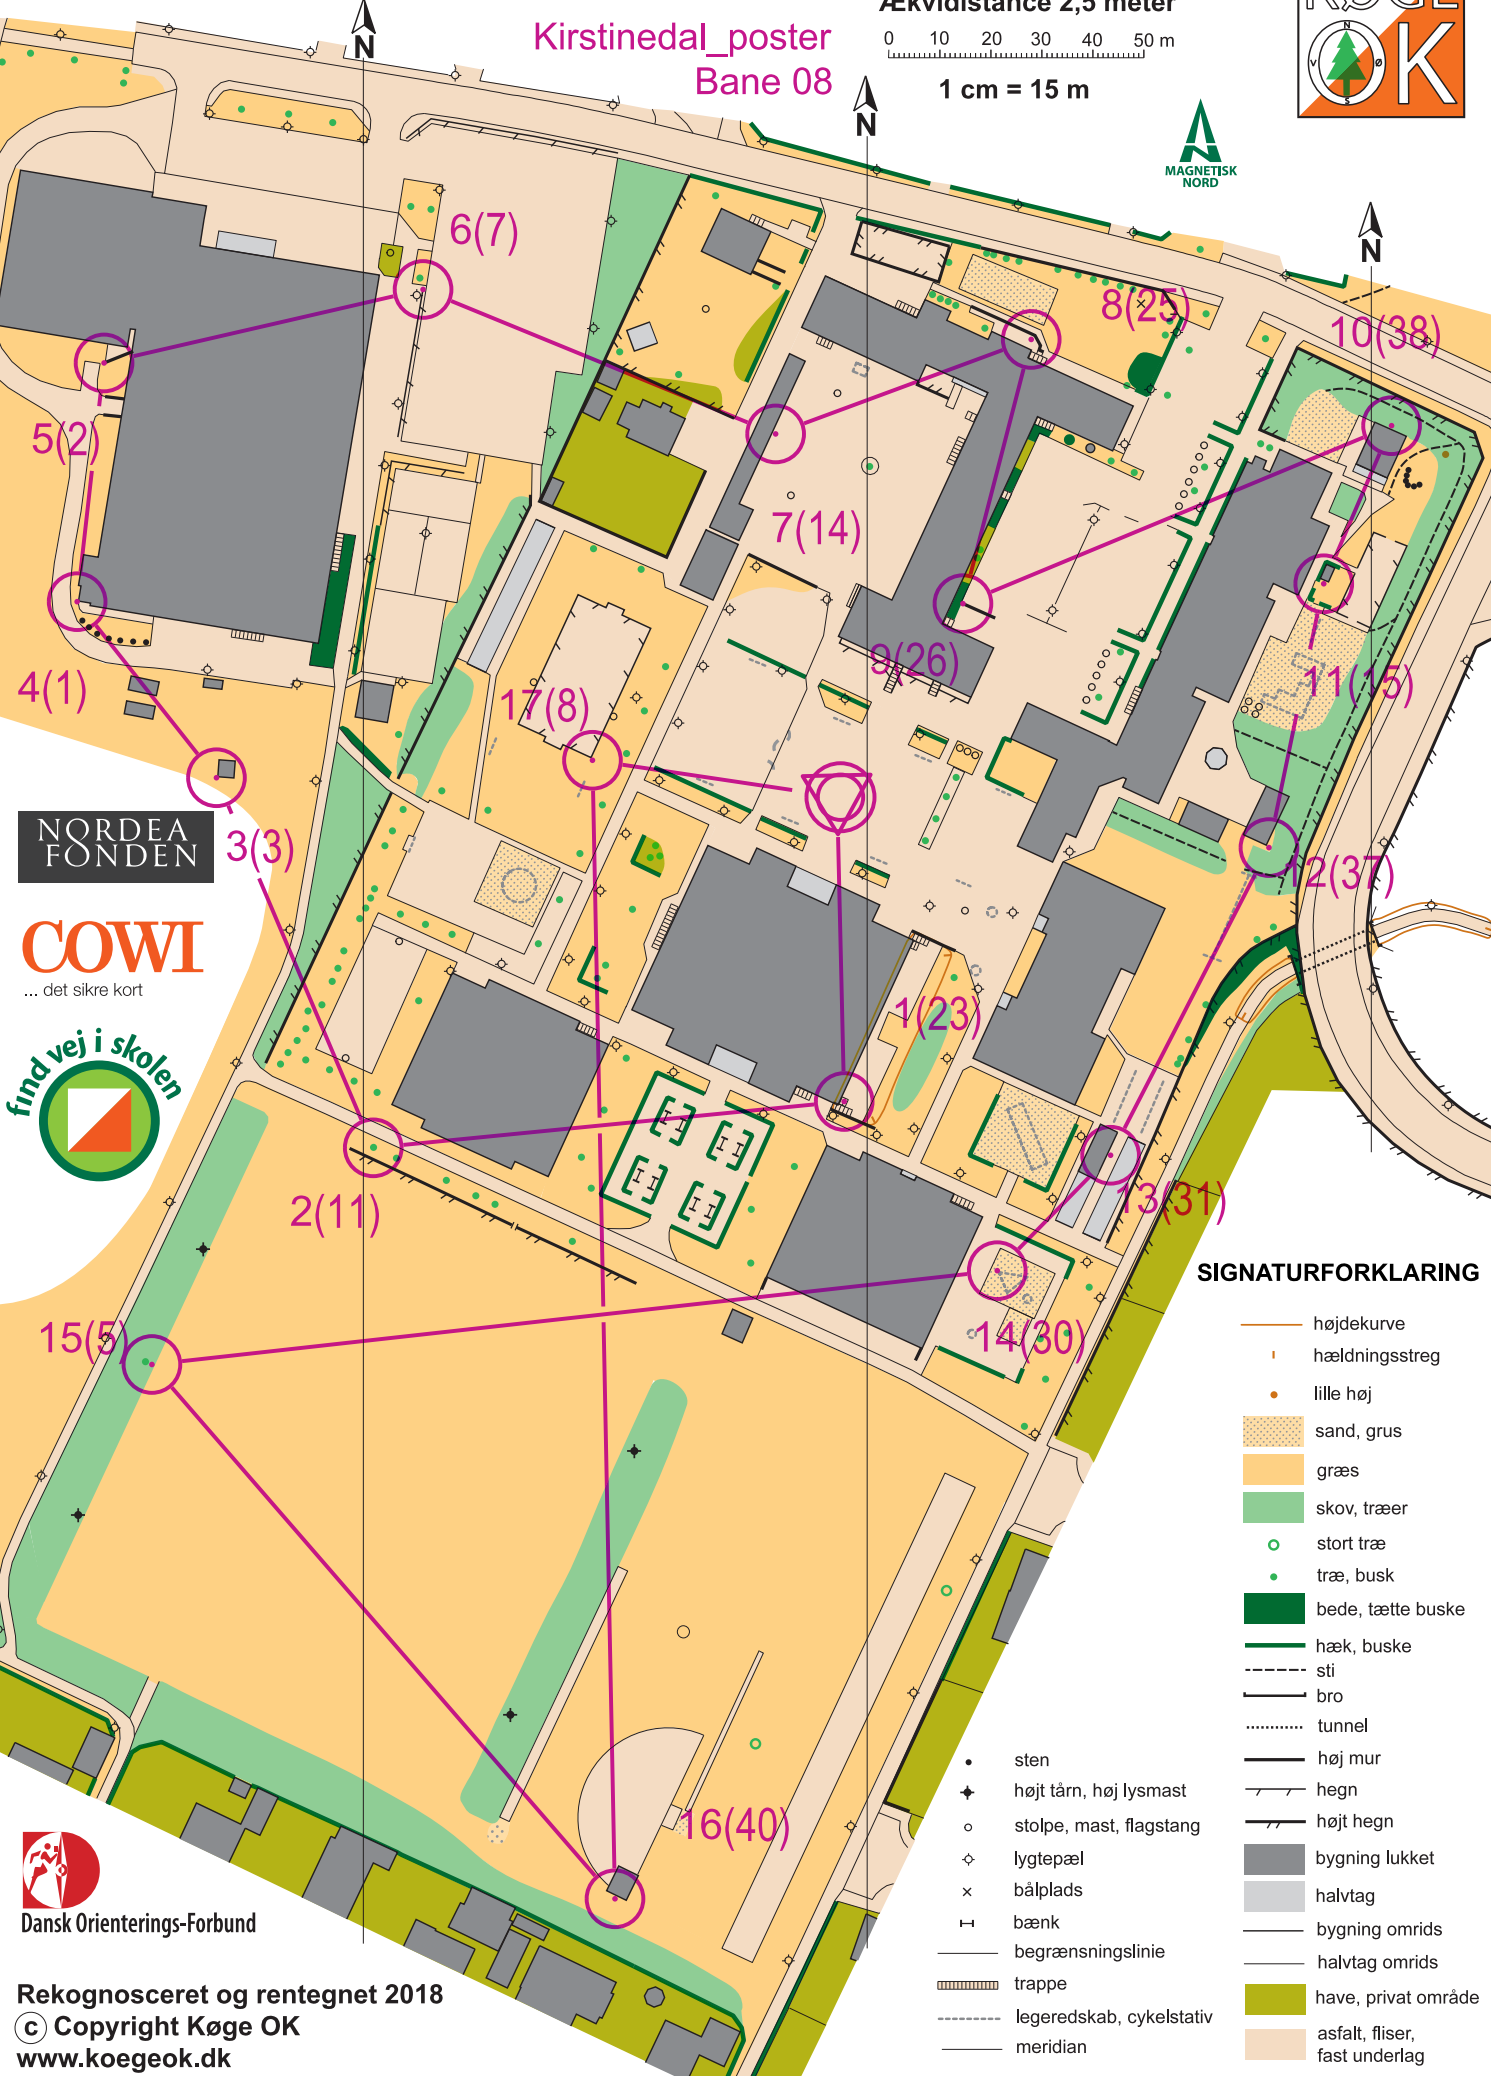 Ækvidistance 2,5 meter
Kirstinedal_poster
Bane 08
0 10 20 30 40 50 m
1 cm = 15 m
KØGE
OK
N
V
Ø
S
N
N
N
MAGNETISK
NORD
6(7)
8(25)
10(38)
5(2)
7(14)
9(26)
4(1)
17(8)
11(15)
3(3)
12(37)
1(23)
2(11)
13(31)
15(5)
14(30)
16(40)
NORDEA
FONDEN
COWI
... det sikre kort
find vej i skolen
Dansk Orienterings-Forbund
Rekognosceret og rentegnet 2018
(c) Copyright Køge OK
www.koegeok.dk
SIGNATURFORKLARING
højdekurve
hældningsstreg
lille høj
sand, grus
græs
skov, træer
stort træ
træ, busk
bede, tætte buske
hæk, buske
sti
bro
tunnel
høj mur
hegn
højt hegn
bygning lukket
halvtag
bygning omrids
halvtag omrids
have, privat område
asfalt, fliser,
fast underlag
sten
højt tårn, høj lysmast
stolpe, mast, flagstang
lygtepæl
bålplads
bænk
begrænsningslinie
trappe
legeredskab, cykelstativ
meridian